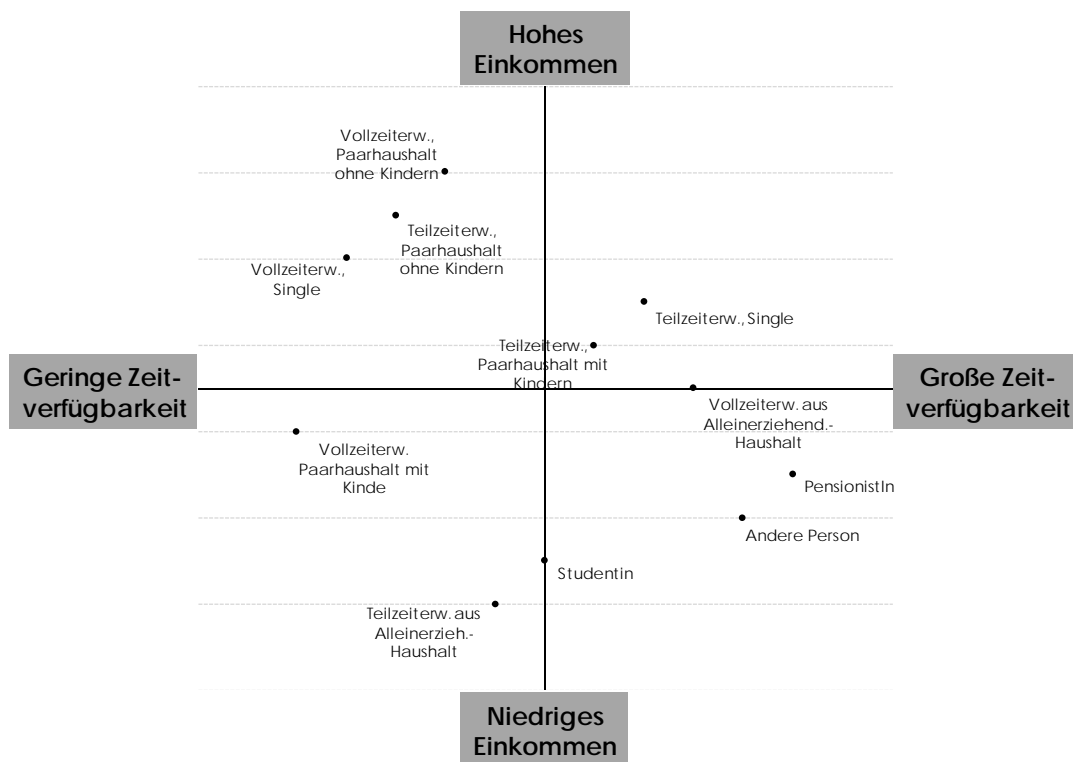 Hohes
Einkommen
Vollzeiterw.,
Paarhaushalt
ohne Kindern
Teilzeiterw.,
Paarhaushalt
ohne Kindern
Vollzeiterw.,
Single
Teilzeiterw., Single
Teilzeiterw.,
Paarhaushalt mit
Kindern
Geringe Zeit-
verfügbarkeit
Große Zeit-
verfügbarkeit
Vollzeiterw. aus
Alleinerziehend.-
Haushalt
Vollzeiterw.
Paarhaushalt mit
Kinde
PensionistIn
Andere Person
Studentin
Teilzeiterw. aus
Alleinerzieh.-
Haushalt
Niedriges
Einkommen